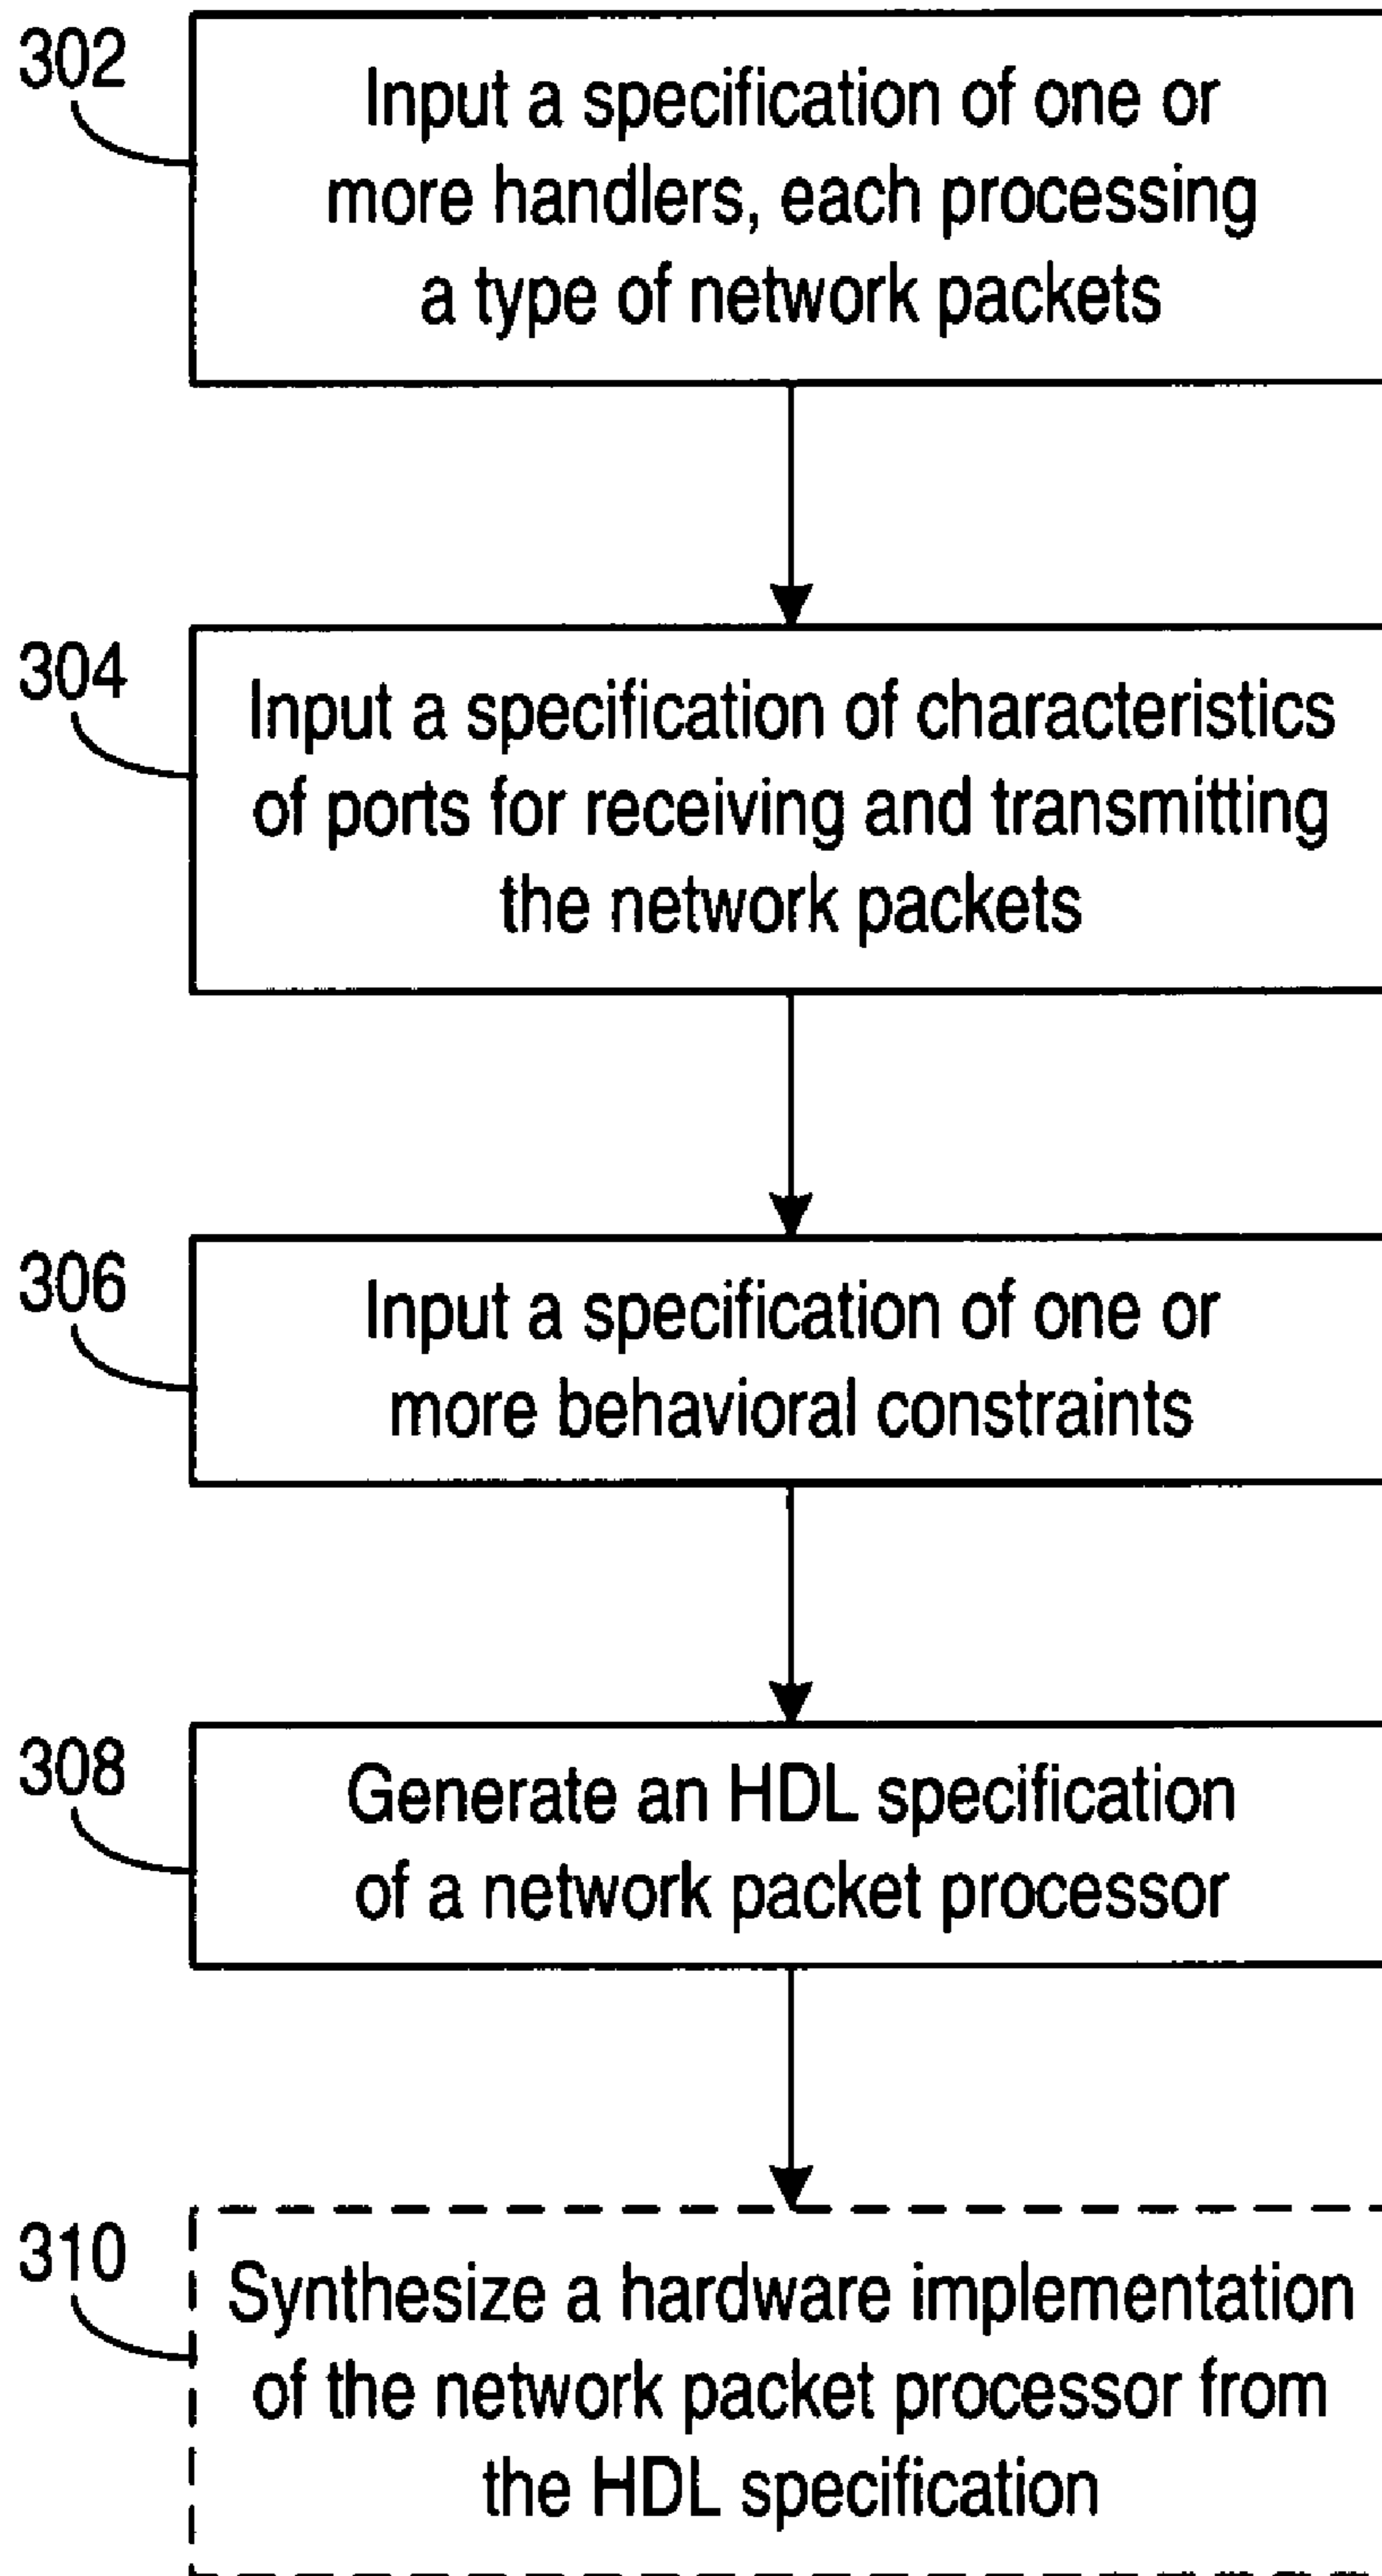 302
Input a specification of one or
more handlers, each processing
a type of network packets
304
Input a specification of characteristics
of ports for receiving and transmitting
the network packets
306
Input a specification of one or
more behavioral constraints
308
Generate an HDL specification
of a network packet processor
310
Synthesize a hardware implementation
of the network packet processor from
the HDL specification